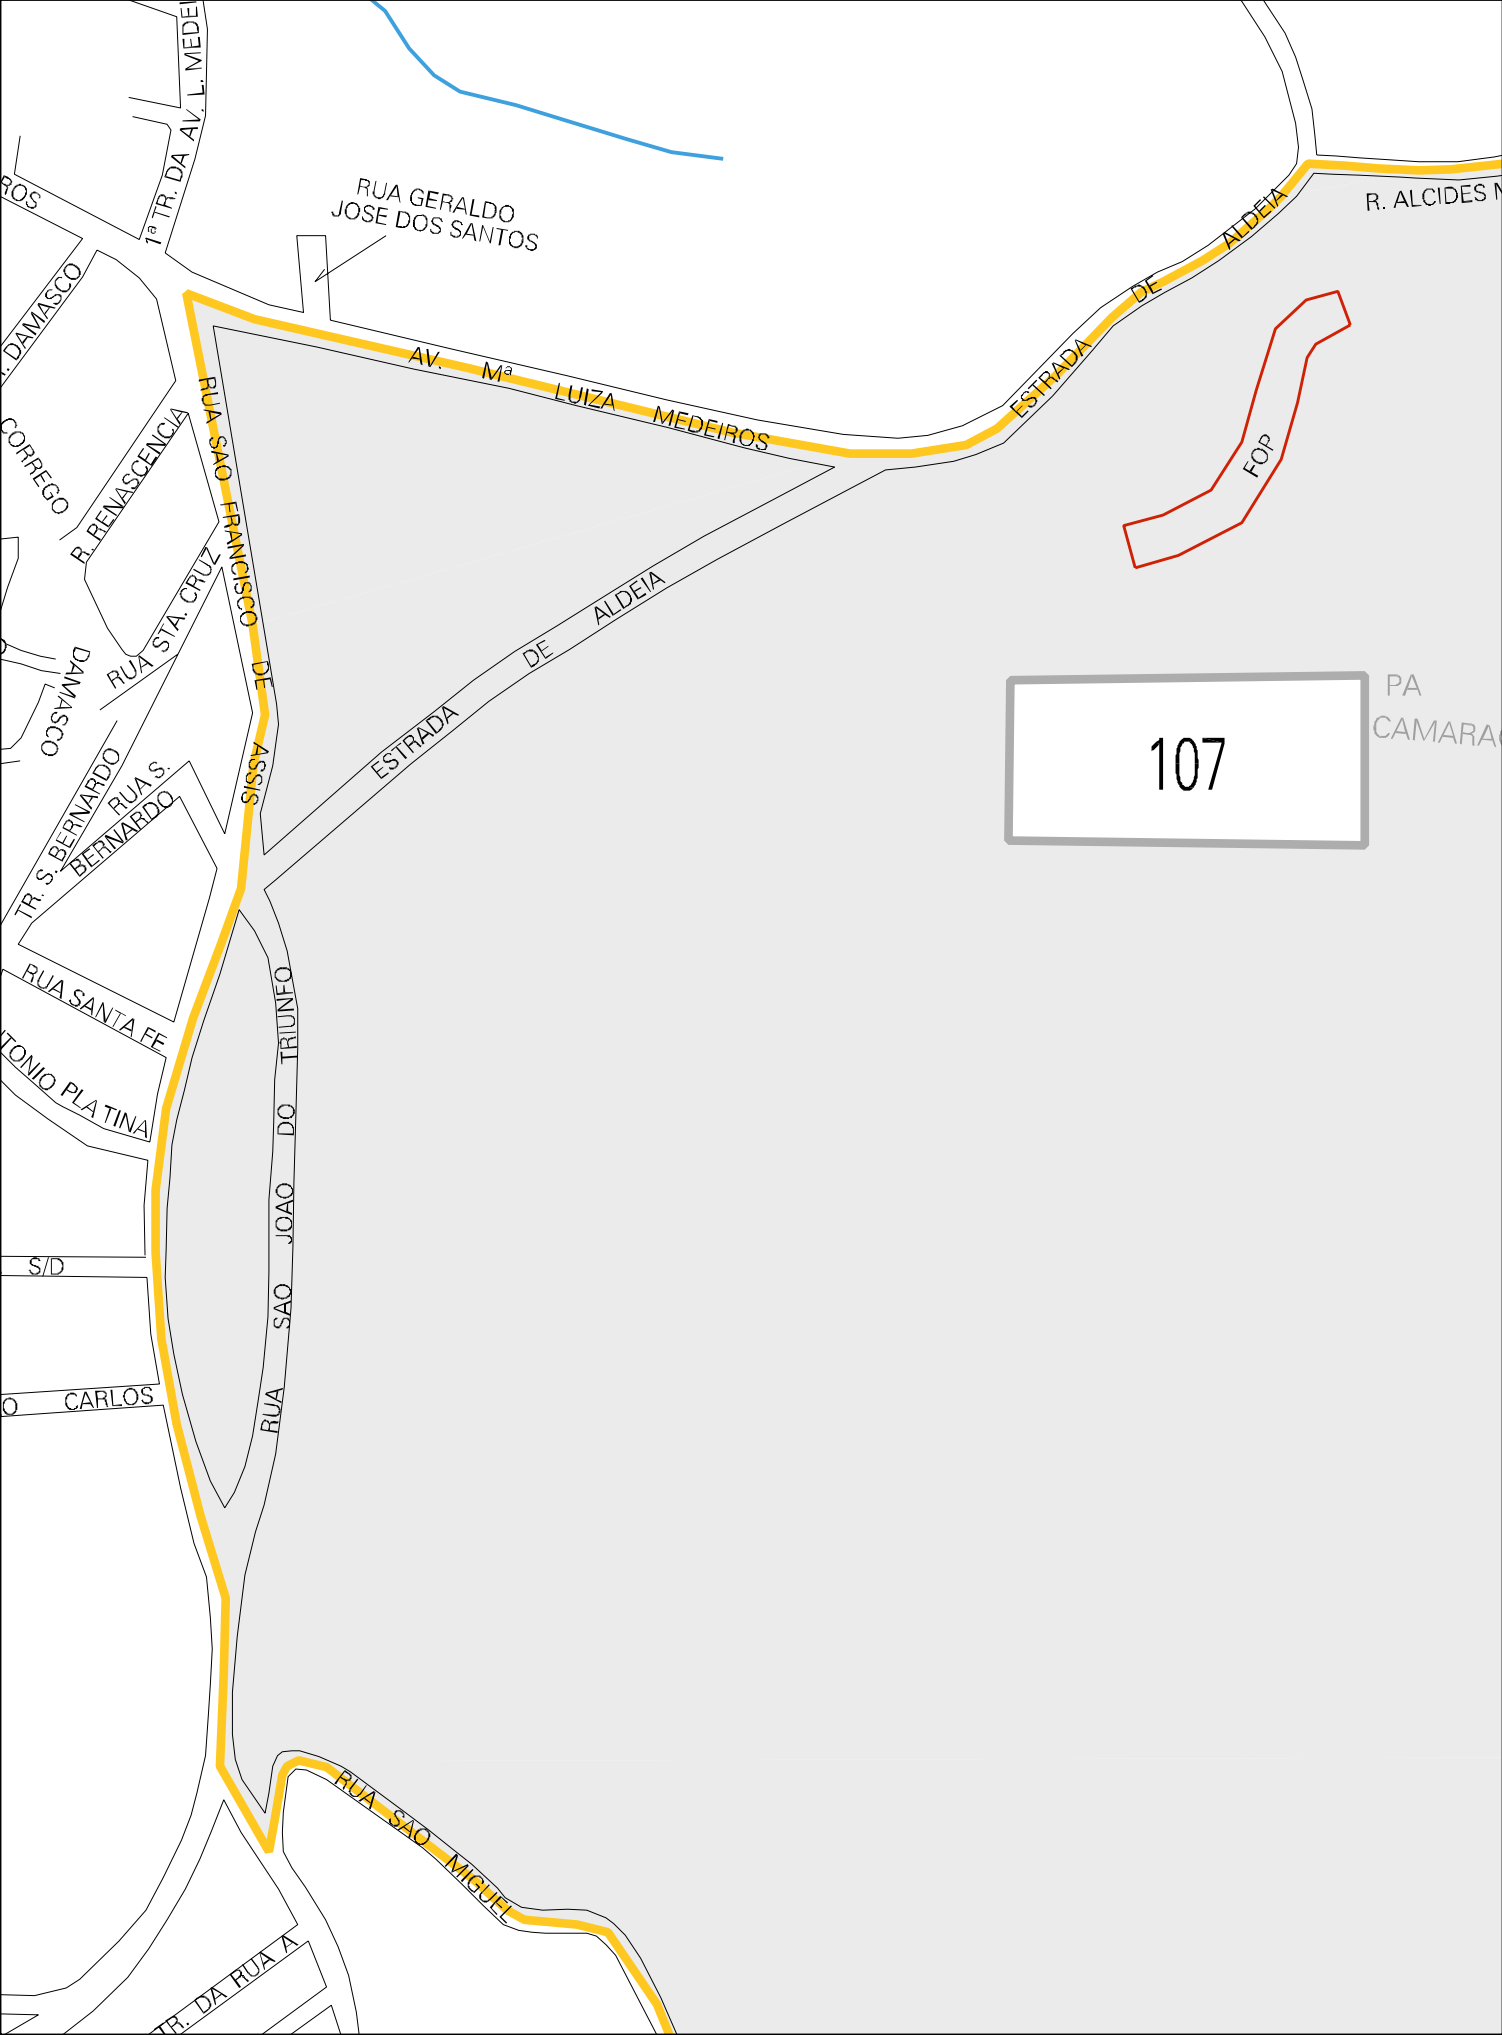 1ª TR. DA AV. L. MEDEI
ROS
RUA GERALDO
JOSE DOS SANTOS
R. ALCIDES
ESTRADA DE ALDEIA
DAMASCO
AV. Mª LUIZA MEDEIROS
RUA SAO FRANCISCO DE ASSIS
CORREGO
R. RENASCENCIA
FOP
RUA STA. CRUZ
ESTRADA DE ALDEIA
DAMASCO
PA
CAMARAG
107
TR. S. BERNARDO
RUA S.
BERNARDO
RUA SANTA FE
TONIO PLATINA
RUA SAO JOAO DO TRIUNFO
S/D
O CARLOS
RUA SAO MIGUEL
TR. DA RUA A